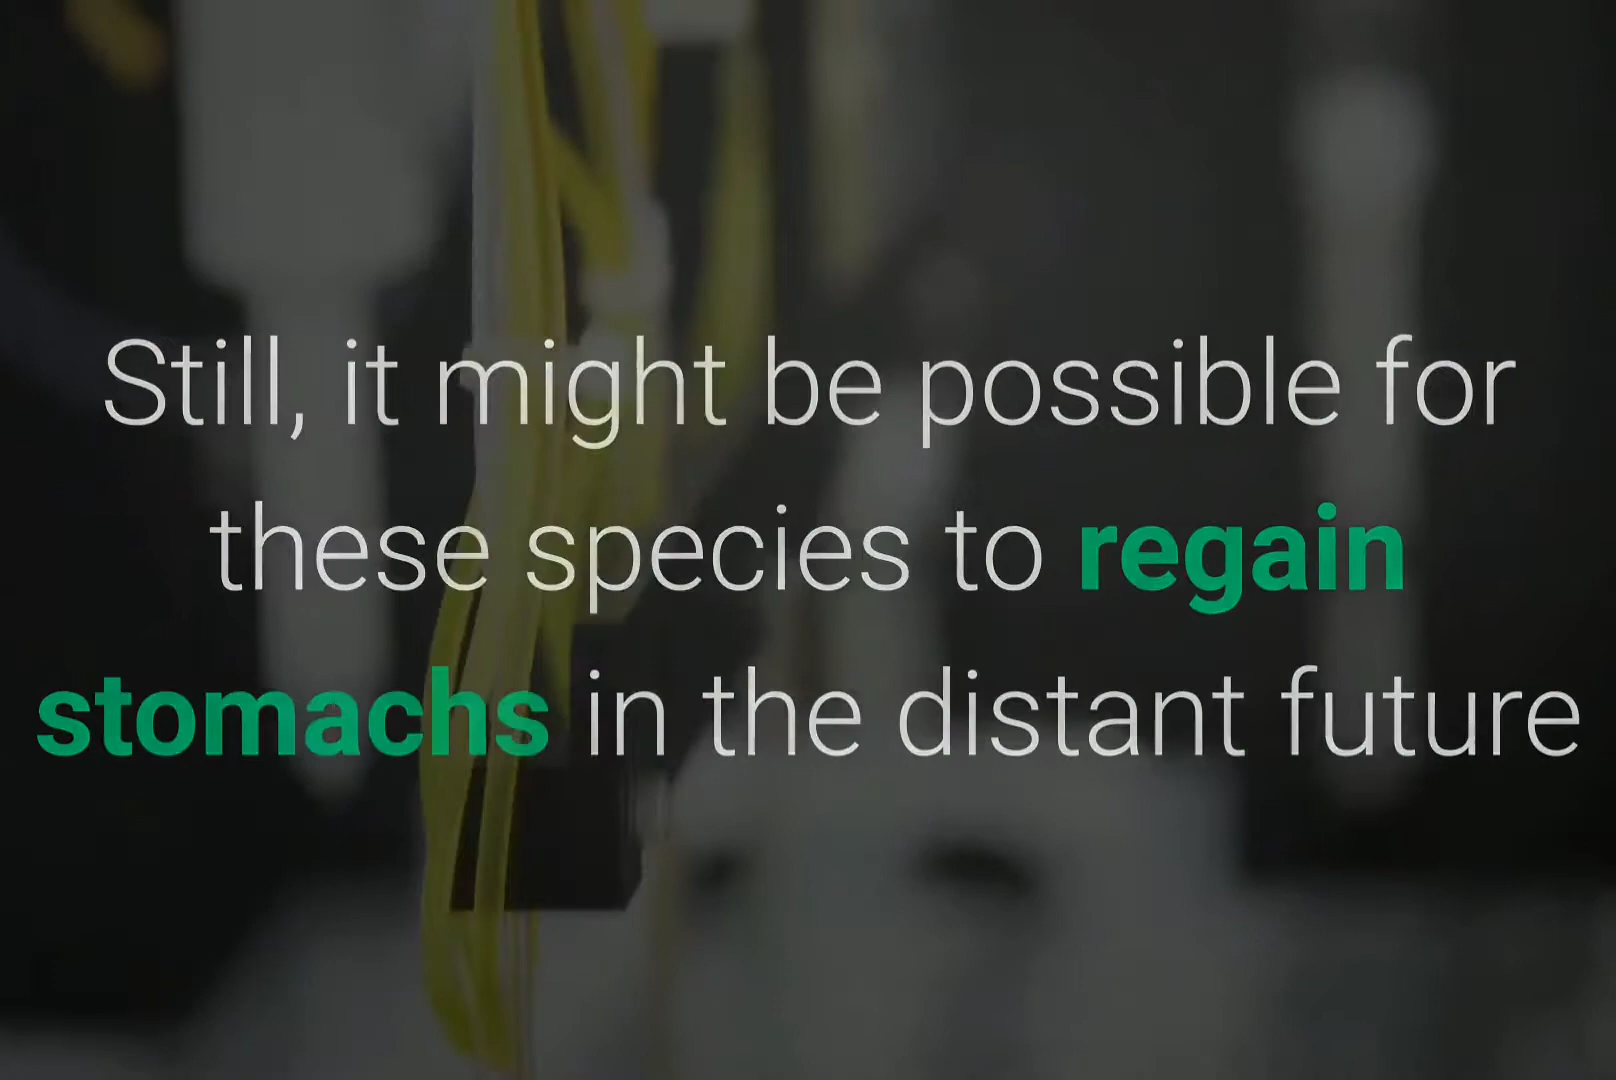 Still, it might be possible for
these species to regain
stomachs in the distant future